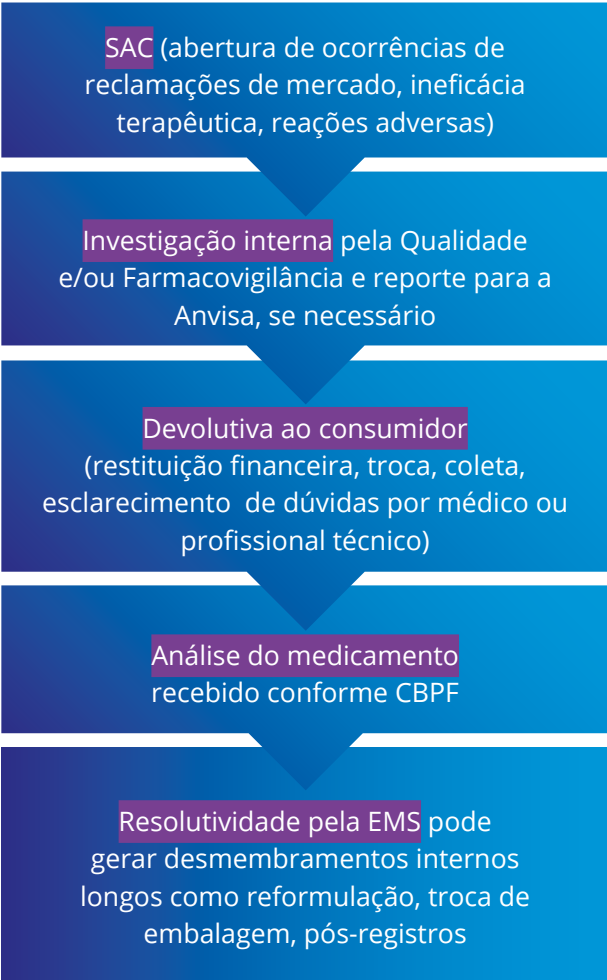 SAC (abertura de ocorrências de
reclamações de mercado, ineficácia
terapêutica, reações adversas)
Investigação interna pela Qualidade
e/ou Farmacovigilância e reporte para a
Anvisa, se necessário
Devolutiva ao consumidor
(restituição financeira, troca, coleta,
esclarecimento de dúvidas por médico ou
profissional técnico)
Análise do medicamento
recebido conforme CBPF
Resolutividade pela EMS pode
gerar desmembramentos internos
longos como reformulação, troca de
embalagem, pós-registros